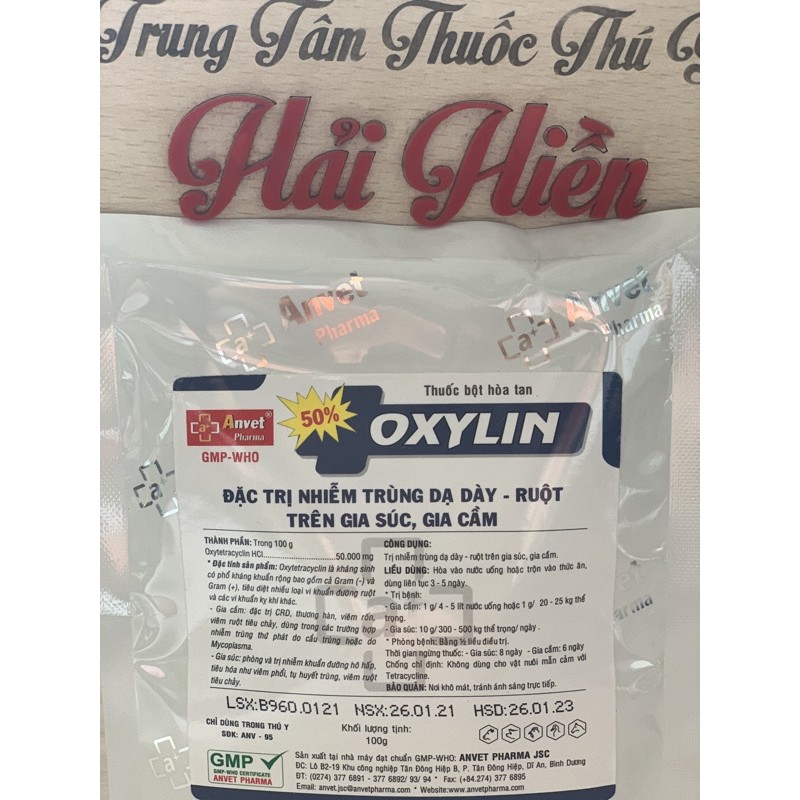 Trung Tâm Thuốc Thú
Hải Hiền
a+ Anvet Pharma
a+ Anvet Pharma
Thuốc bột hòa tan
a+ Anvet® Pharma
GMP-WHO
50%
OXYLIN
ĐẶC TRỊ NHIỄM TRÙNG DẠ DÀY - RUỘT
TRÊN GIA SÚC, GIA CẦM
THÀNH PHẦN: Trong 100 g
Oxytetracyclin HCl....................50.000 mg
* Đặc tính sản phẩm: Oxytetracyclin là kháng sinh
có phổ kháng khuẩn rộng bao gồm cả Gram (-) và
Gram (+), tiêu diệt nhiều loại vi khuẩn đường ruột
và các vi khuẩn kỵ khí khác.
- Gia cầm: đặc trị CRD, thương hàn, viêm rốn,
viêm ruột tiêu chảy, dùng trong các trường hợp
nhiễm trùng thứ phát do cầu trùng hoặc do
Mycoplasma.
- Gia súc: phòng và trị nhiễm khuẩn đường hô hấp,
tiêu hóa như viêm phổi, tụ huyết trùng, viêm ruột
tiêu chảy.
CÔNG DỤNG:
Trị nhiễm trùng dạ dày - ruột trên gia súc, gia cầm.
LIỀU DÙNG: Hòa vào nước uống hoặc trộn vào thức ăn,
dùng liên tục 3 - 5 ngày.
* Trị bệnh:
- Gia cầm: 1 g/ 4 - 5 lít nước uống hoặc 1 g/ 20 - 25 kg thể
trọng.
- Gia súc: 10 g/ 300 - 500 kg thể trọng/ ngày .
* Phòng bệnh: Bằng ½ liều điều trị.
Thời gian ngừng thuốc: - Gia súc: 8 ngày - Gia cầm: 6 ngày
Chống chỉ định: Không dùng cho vật nuôi mẫn cảm với
Tetracycline.
BẢO QUẢN: Nơi khô mát, tránh ánh sáng trực tiếp.
LSX:B960.0121 NSX:26.01.21 HSD:26.01.23
CHỈ DÙNG TRONG THÚ Y
SĐK: ANV - 95
Khối lượng tịnh:
100g
GMP
GMP-WHO CERTIFICATE
ANVET PHARMA
Sản xuất tại nhà máy đạt chuẩn GMP-WHO: ANVET PHARMA JSC
ĐC: Lô B2-19 Khu công nghiệp Tân Đông Hiệp B, P. Tân Đông Hiệp, Dĩ An, Bình Dương
ĐT: (0274) 377 6891 - 377 6892/ 93/ 94 * Fax: (+84.274) 377 6895
Email: anvet.jsc@anvetpharma.com * Website:www.anvetpharma.com